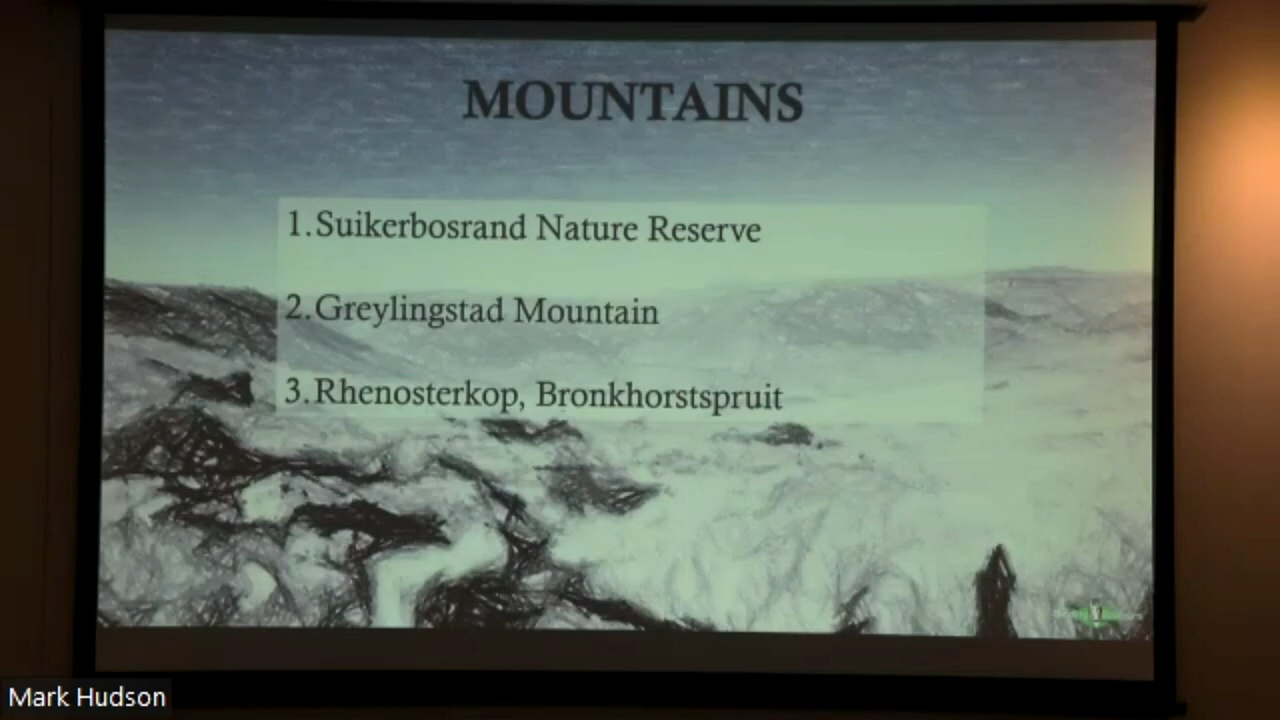 MOUNTAINS
1. Suikerbosrand Nature Reserve
2. Greylingstad Mountain
3. Rhenosterkop, Bronkhorstspruit
Mark Hudson